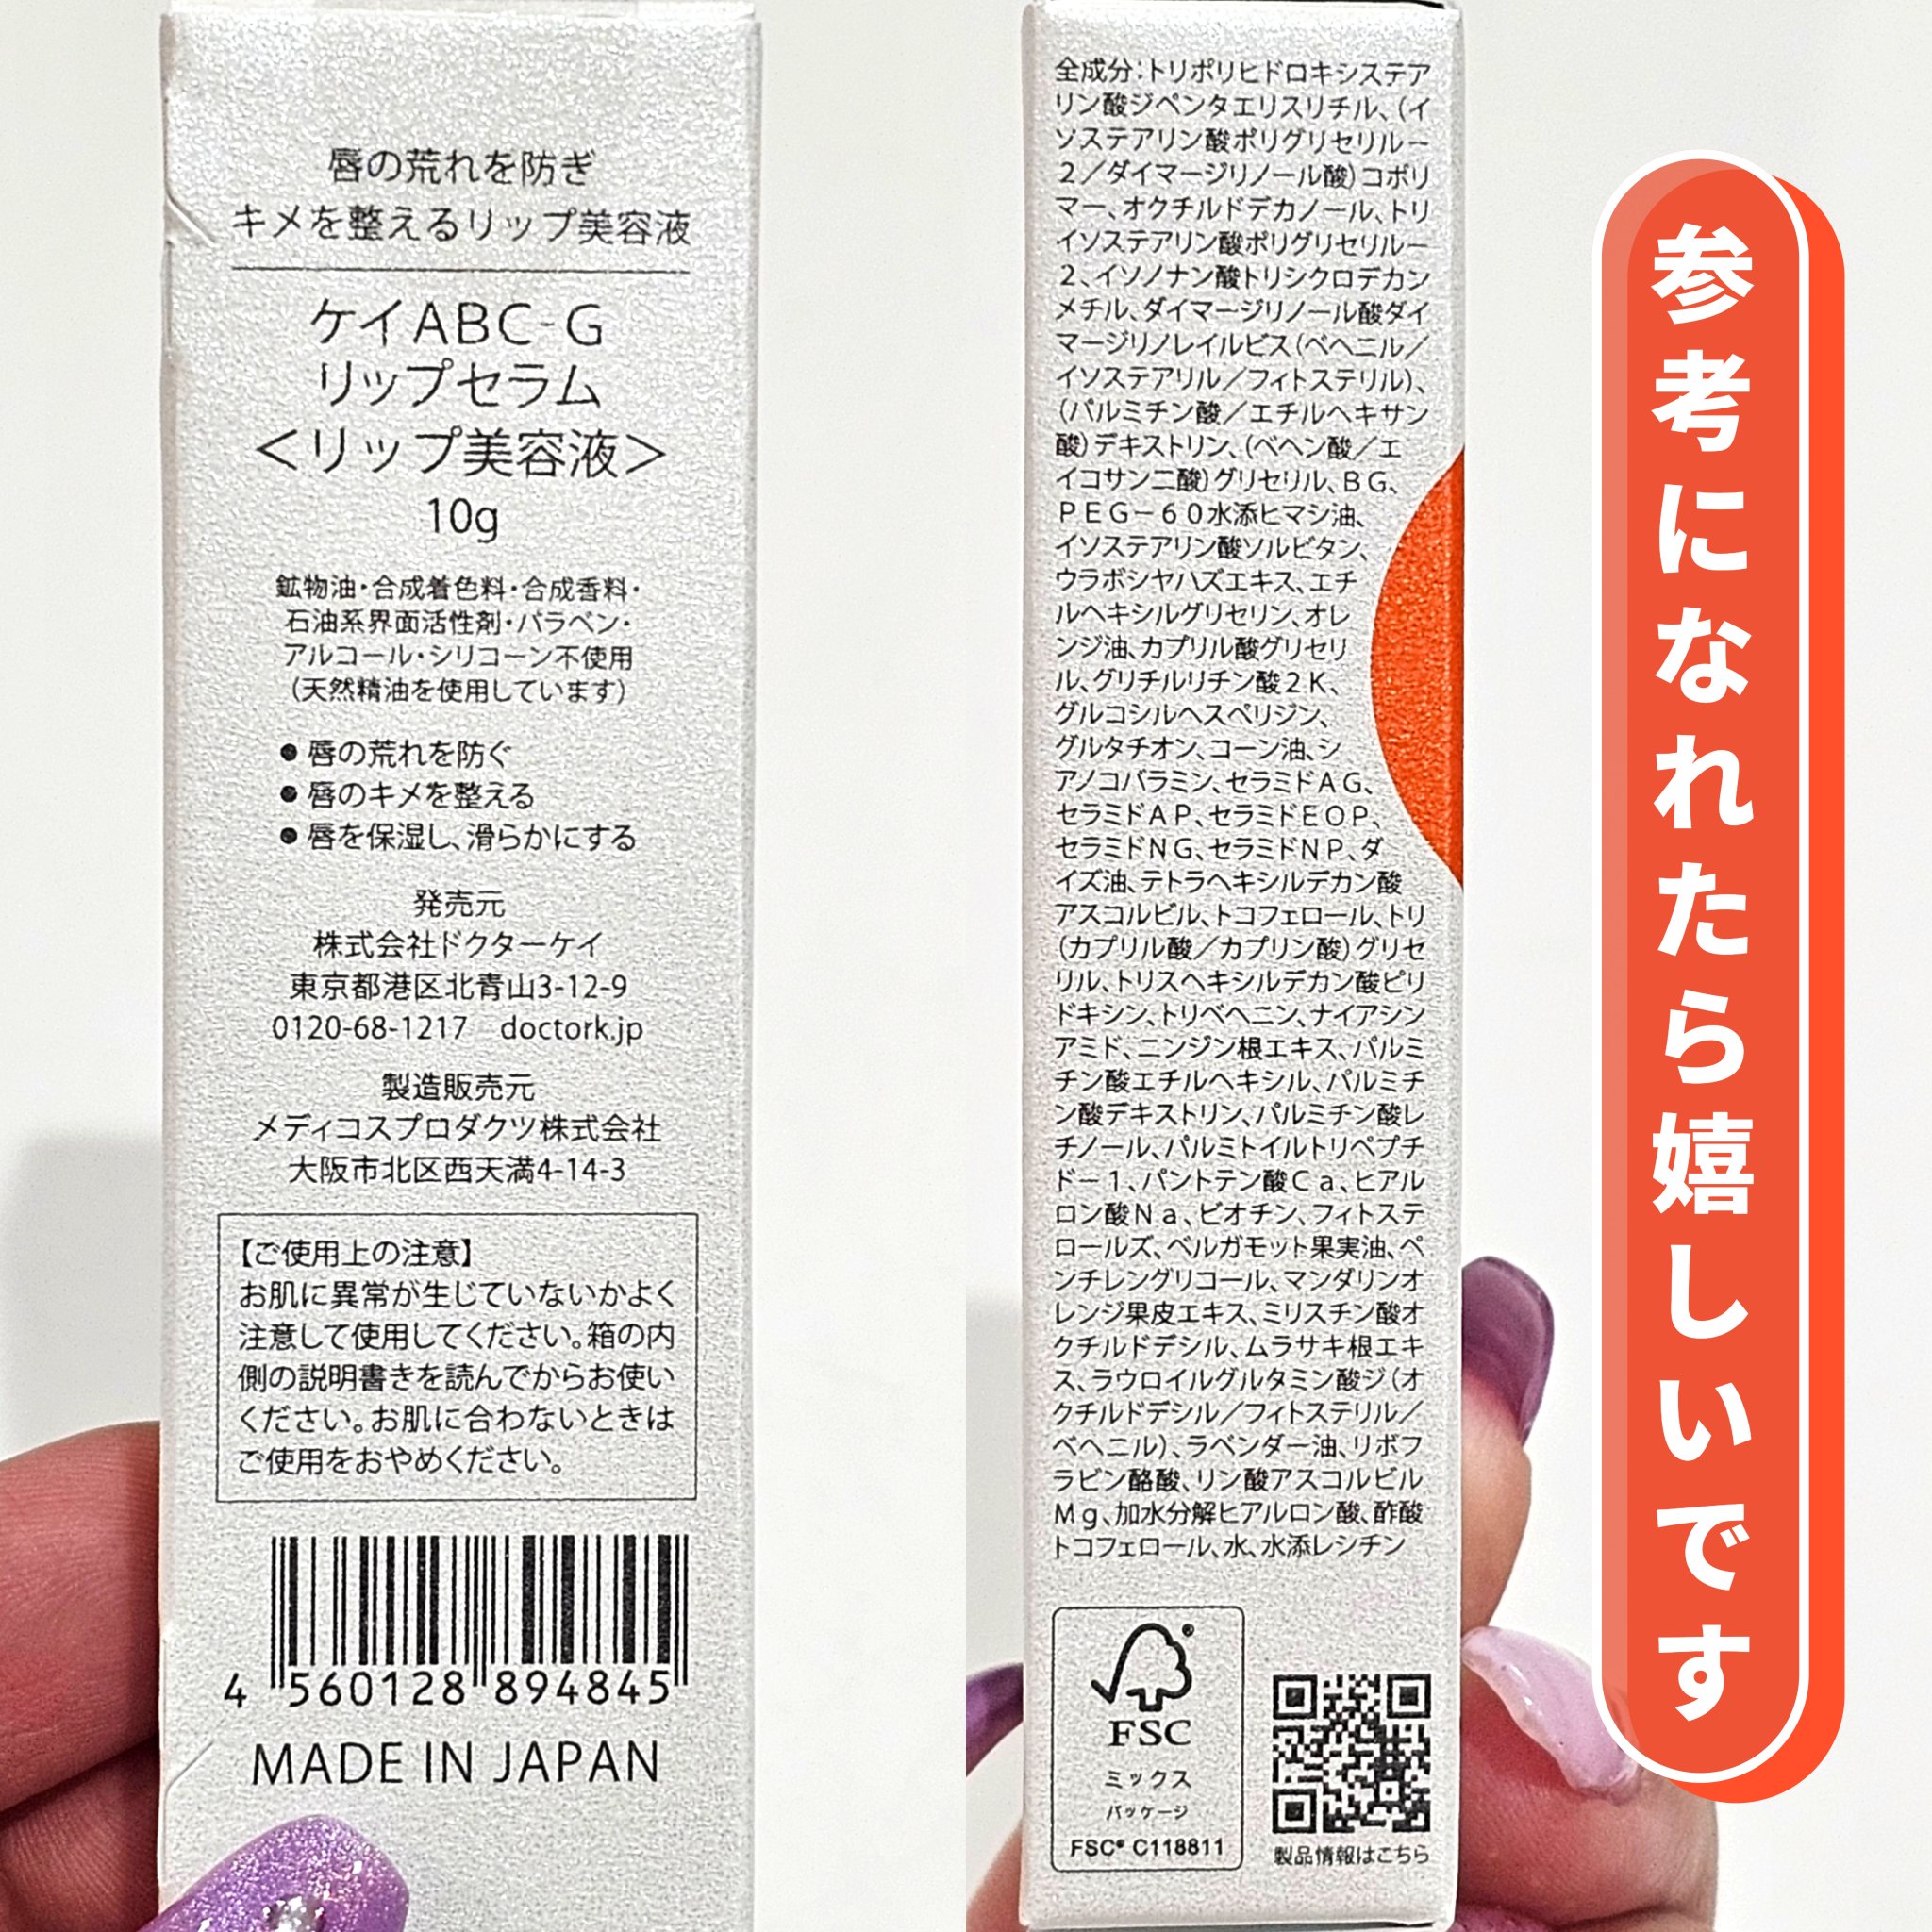 唇の荒れを防ぎ
キメを整えるリップ美容液
ケイABC-G
リップセラム
＜リップ美容液＞
10g
鉱物油・合成着色料・合成香料・
石油系界面活性剤・パラベン・
アルコール・シリコーン不使用
（天然精油を使用しています）
●唇の荒れを防ぐ
●唇のキメを整える
●唇を保湿し、滑らかにする
発売元
株式会社ドクターケイ
東京都港区北青山3-12-9
0120-68-1217 doctork.jp
製造販売元
メディコスプロダクツ株式会社
大阪市北区西天満4-14-3
【ご使用上の注意】
お肌に異常が生じていないかよく
注意して使用してください。箱の内
側の説明書きを読んでからお使い
ください。お肌に合わないときは
ご使用をおやめください。
4 560128 894845
MADE IN JAPAN
全成分：トリポリヒドロキシステア
リン酸ジペンタエリスリチル、（イ
ソステアリン酸ポリグリセリルー
2／ダイマージリノール酸）コポリ
マー、オクチルドデカノール、トリ
イソステアリン酸ポリグリセリルー
2、イソノナン酸トリシクロデカン
メチル、ダイマージリノール酸ダイ
マージリノレイルビス（ベヘニル／
イソステアリル／フィトステリル）、
（パルミチン酸／エチルヘキサン
酸）デキストリン、（ベヘン酸／エ
イコサン二酸）グリセリル、BG、
PEG－60水添ヒマシ油、
イソステアリン酸ソルビタン、
ウラボシヤハズエキス、エチ
ルヘキシルグリセリン、オレ
ンジ油、カプリル酸グリセリ
ル、グリチルリチン酸2K、
グルコシルヘスペリジン、
グルタチオン、コーン油、シ
アノコバラミン、セラミドAG、
セラミドAP、セラミドEOP、
セラミドNG、セラミドNP、ダ
イズ油、テトラヘキシルデカン酸
アスコルビル、トコフェロール、トリ
（カプリル酸／カプリン酸）グリセ
リル、トリスヘキシルデカン酸ピリ
ドキシン、トリベヘニン、ナイアシン
アミド、ニンジン根エキス、パルミ
チン酸エチルヘキシル、パルミチ
ン酸デキストリン、パルミチン酸レ
チノール、パルミトイルトリペプチ
ド－1、パントテン酸Ca、ヒアル
ロン酸Na、ビオチン、フィトステ
ロールズ、ベルガモット果実油、ペ
ンチレングリコール、マンダリンオ
レンジ果皮エキス、ミリスチン酸オ
クチルドデシル、ムラサキ根エキ
ス、ラウロイルグルタミン酸ジ（オ
クチルドデシル／フィトステリル／
ベヘニル）、ラベンダー油、リボフ
ラビン酪酸、リン酸アスコルビル
Mg、加水分解ヒアルロン酸、酢酸
トコフェロール、水、水添レシチン
®
FSC
ミックス
パッケージ
FSC® C118811
製品情報はこちら
参考になれたら嬉しいです